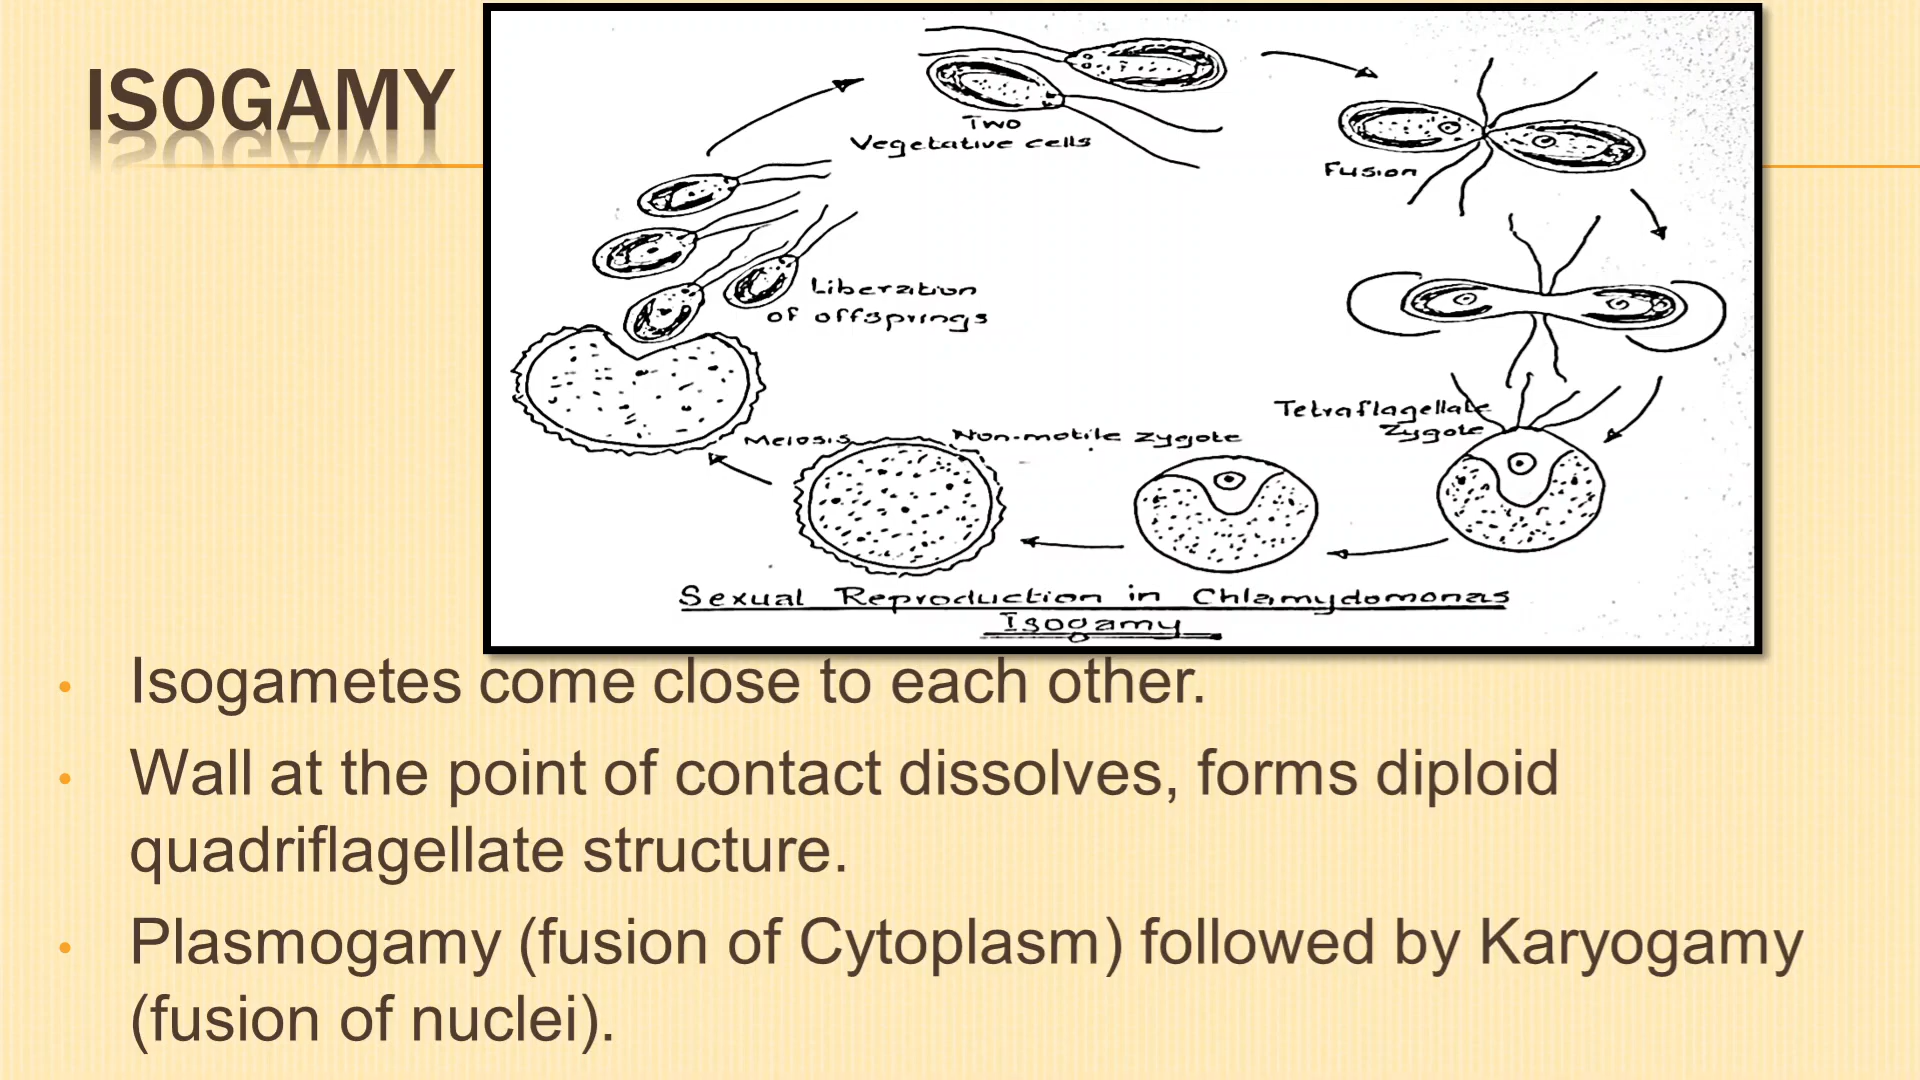 ISOGAMY
Two
Vegetative cells
Fusion
Liberation
of offsprings
Tetraflagellate
Zygote
Meiosis
Non-motile zygote
Sexual Reproduction in Chlamydomonas
Isogamy
• Isogametes come close to each other.
• Wall at the point of contact dissolves, forms diploid
quadriflagellate structure.
• Plasmogamy (fusion of Cytoplasm) followed by Karyogamy
(fusion of nuclei).